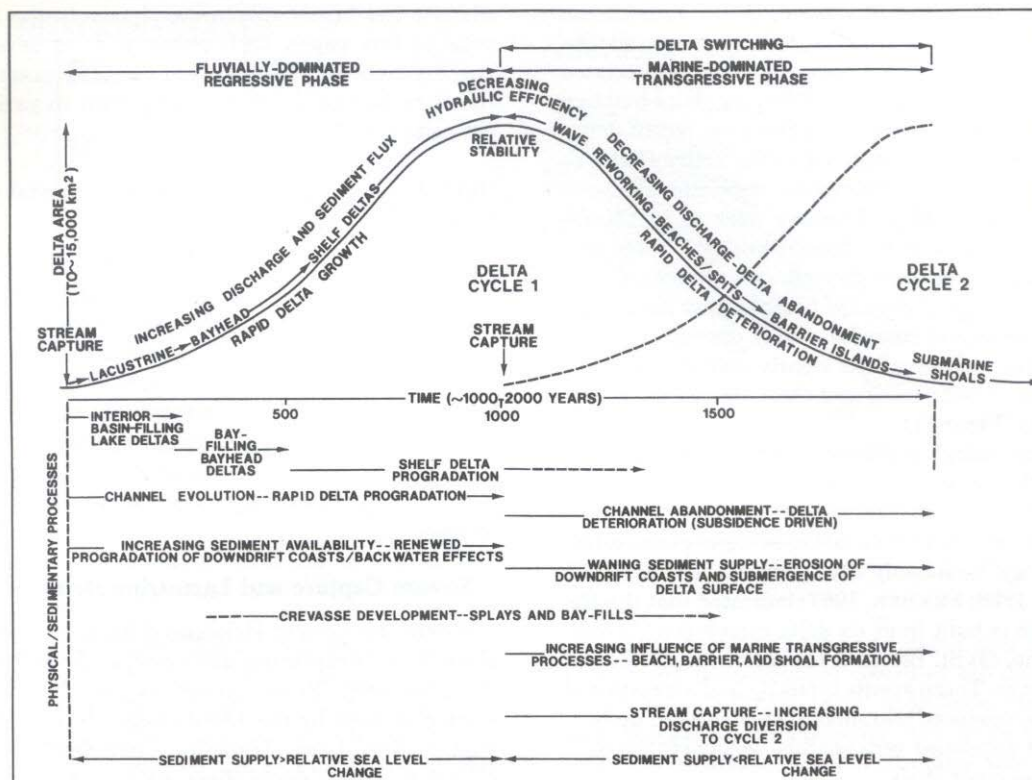 DELTA SWITCHING
FLUVIALLY-DOMINATED
REGRESSIVE PHASE
MARINE-DOMINATED
TRANSGRESSIVE PHASE
DECREASING
HYDRAULIC EFFICIENCY
RELATIVE
STABILITY
DELTA AREA
(TO~15,000 km²)
STREAM
CAPTURE
INCREASING DISCHARGE AND SEDIMENT FLUX
LACUSTRINE BAYHEAD SHELF DELTAS
RAPID DELTA GROWTH
DELTA
CYCLE 1
STREAM
CAPTURE
DECREASING DISCHARGE-DELTA ABANDONMENT
WAVE REWORKING-BEACHES/SPITS BARRIER ISLANDS
RAPID DELTA DETERIORATION
DELTA
CYCLE 2
SUBMARINE
SHOALS
TIME (~1000-2000 YEARS)
500
1000
1500
PHYSICAL/SEDIMENTARY PROCESSES
INTERIOR
BASIN-FILLING
LAKE DELTAS
BAY-
FILLING
BAYHEAD
DELTAS
SHELF DELTA
PROGRADATION
CHANNEL EVOLUTION--RAPID DELTA PROGRADATION
CHANNEL ABANDONMENT--DELTA
DETERIORATION (SUBSIDENCE DRIVEN)
INCREASING SEDIMENT AVAILABILITY--RENEWED
PROGRADATION OF DOWNDRIFT COASTS/BACKWATER EFFECTS
WANING SEDIMENT SUPPLY--EROSION OF
DOWNDRIFT COASTS AND SUBMERGENCE OF
DELTA SURFACE
CREVASSE DEVELOPMENT--SPLAYS AND BAY-FILLS
INCREASING INFLUENCE OF MARINE TRANSGRESSIVE
PROCESSES--BEACH, BARRIER, AND SHOAL FORMATION
STREAM CAPTURE--INCREASING
DISCHARGE DIVERSION
TO CYCLE 2
SEDIMENT SUPPLY>RELATIVE SEA LEVEL
CHANGE
SEDIMENT SUPPLY<RELATIVE SEA LEVEL
CHANGE